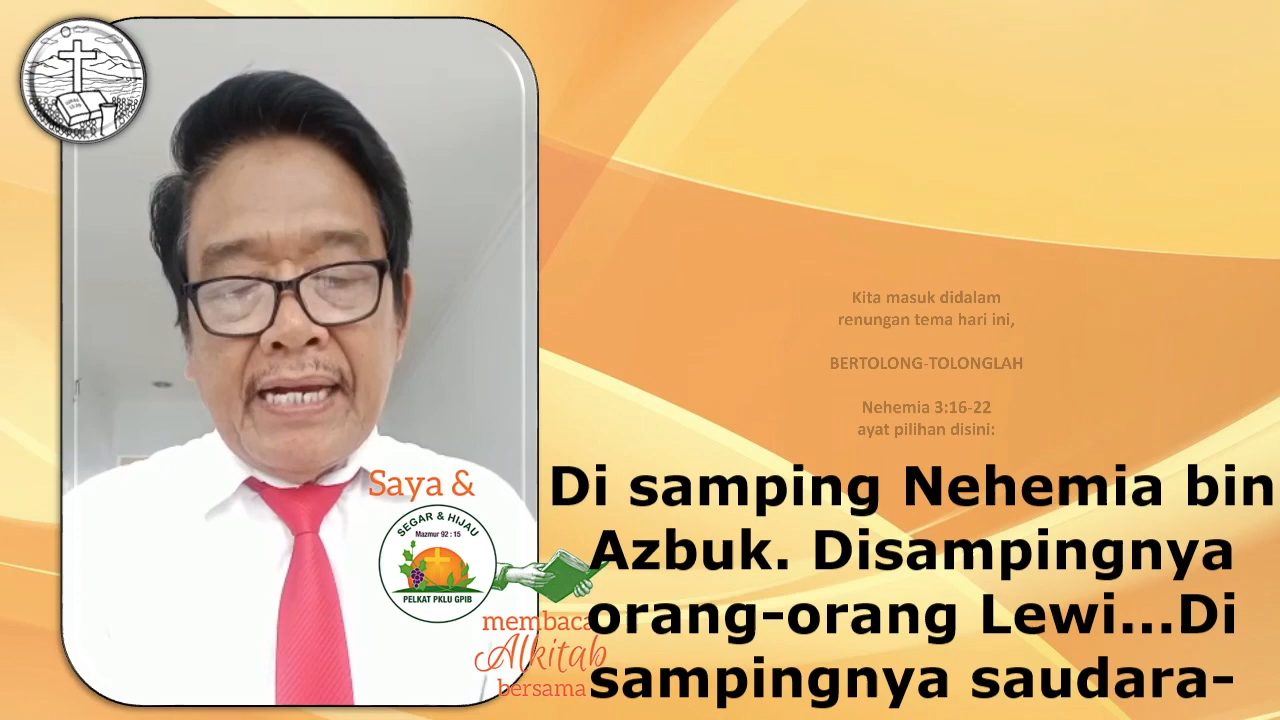 Kita masuk didalam
renungan tema hari ini,
BERTOLONG-TOLONGLAH
Nehemia 3:16-22
ayat pilihan disini:
Saya &
SEGAR & HIJAU
Mazmur 92 : 15
PELKAT PKLU GPIB
membaca
Alkitab
bersama
Di samping Nehemia bin
Azbuk. Disampingnya
orang-orang Lewi...Di
sampingnya saudara-